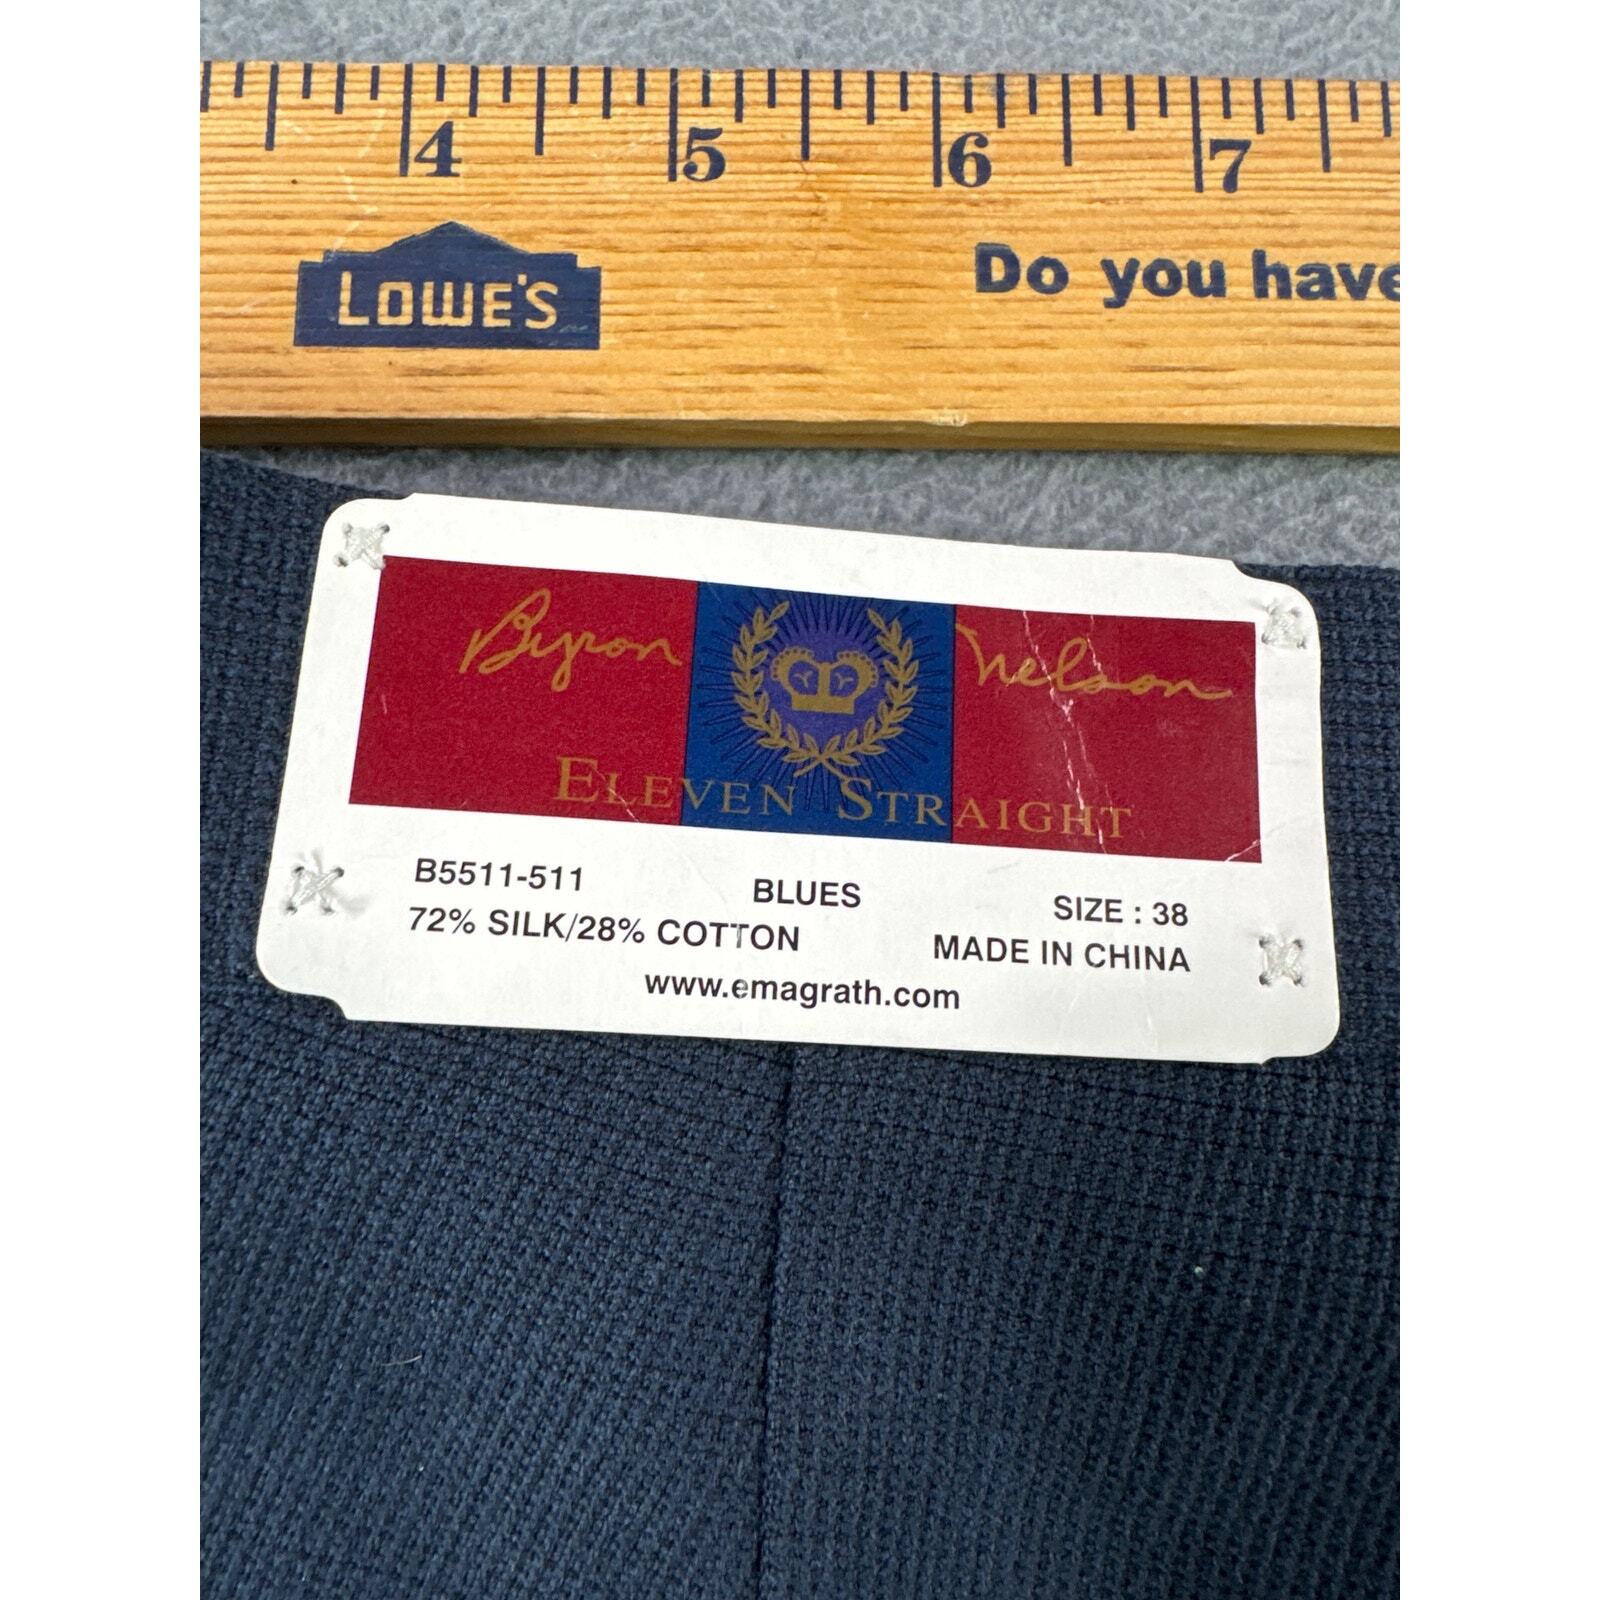 4 5 6 7
LOWE'S
Do you have
Byron Nelson
ELEVEN STRAIGHT
B5511-511 BLUES SIZE : 38
72% SILK/28% COTTON MADE IN CHINA
www.emagrath.com